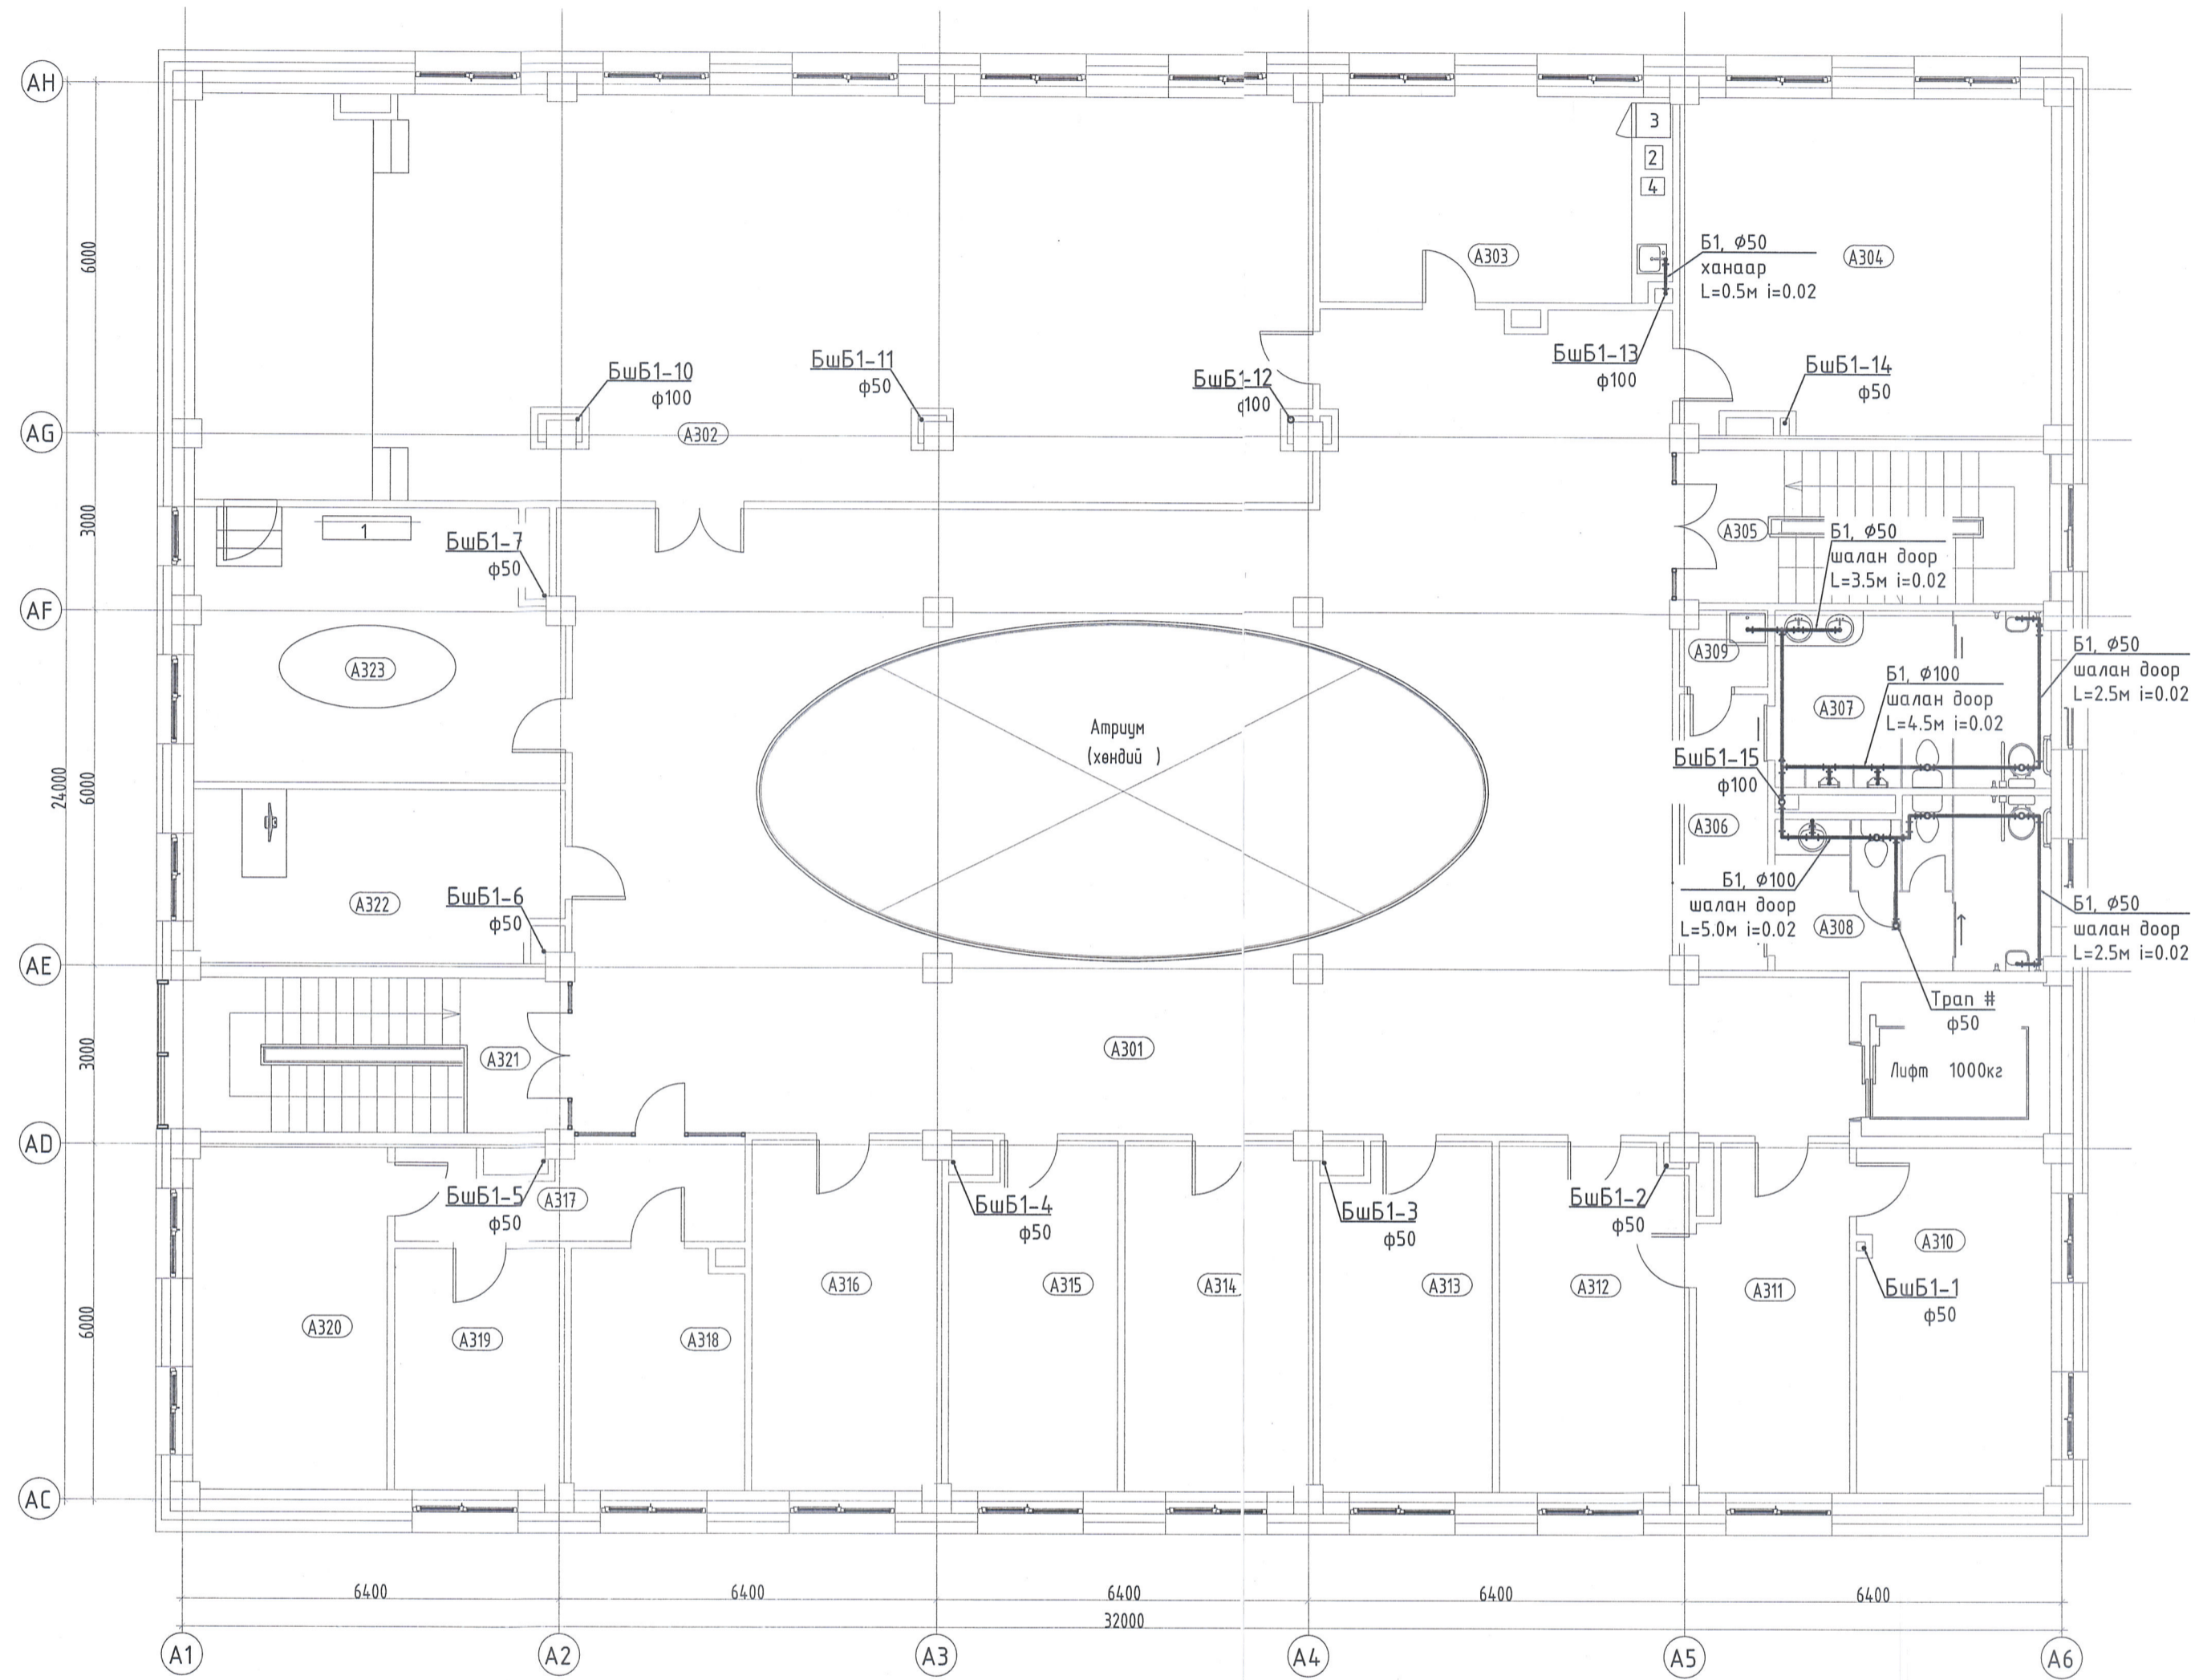 AH
3
2
4
6000
Б1, Ø50
ханаар
L=0.5м i=0.02
A303
A304
БшБ1-10
ф100
БшБ1-11
ф50
БшБ1-12
ф100
БшБ1-13
ф100
БшБ1-14
ф50
AG
A302
3000
1
БшБ1-7
ф50
A305
Б1, Ø50
шалан доор
L=3.5м i=0.02
AF
A323
A309
Б1, Ø50
шалан доор
L=2.5м i=0.02
Б1, Ø100
шалан доор
L=4.5м i=0.02
A307
Атриум
(хөндий )
24000
6000
БшБ1-15
ф100
A306
Б1, Ø100
шалан доор
L=5.0м i=0.02
A308
A322
БшБ1-6
ф50
Б1, Ø50
шалан доор
L=2.5м i=0.02
AE
Трап #
ф50
3000
A321
A301
Лифт 1000кг
AD
БшБ1-5
ф50
A317
БшБ1-4
ф50
БшБ1-3
ф50
БшБ1-2
ф50
A310
БшБ1-1
ф50
6000
A320
A319
A318
A316
A315
A314
A313
A312
A311
AC
6400
6400
6400
6400
6400
32000
A1
A2
A3
A4
A5
A6